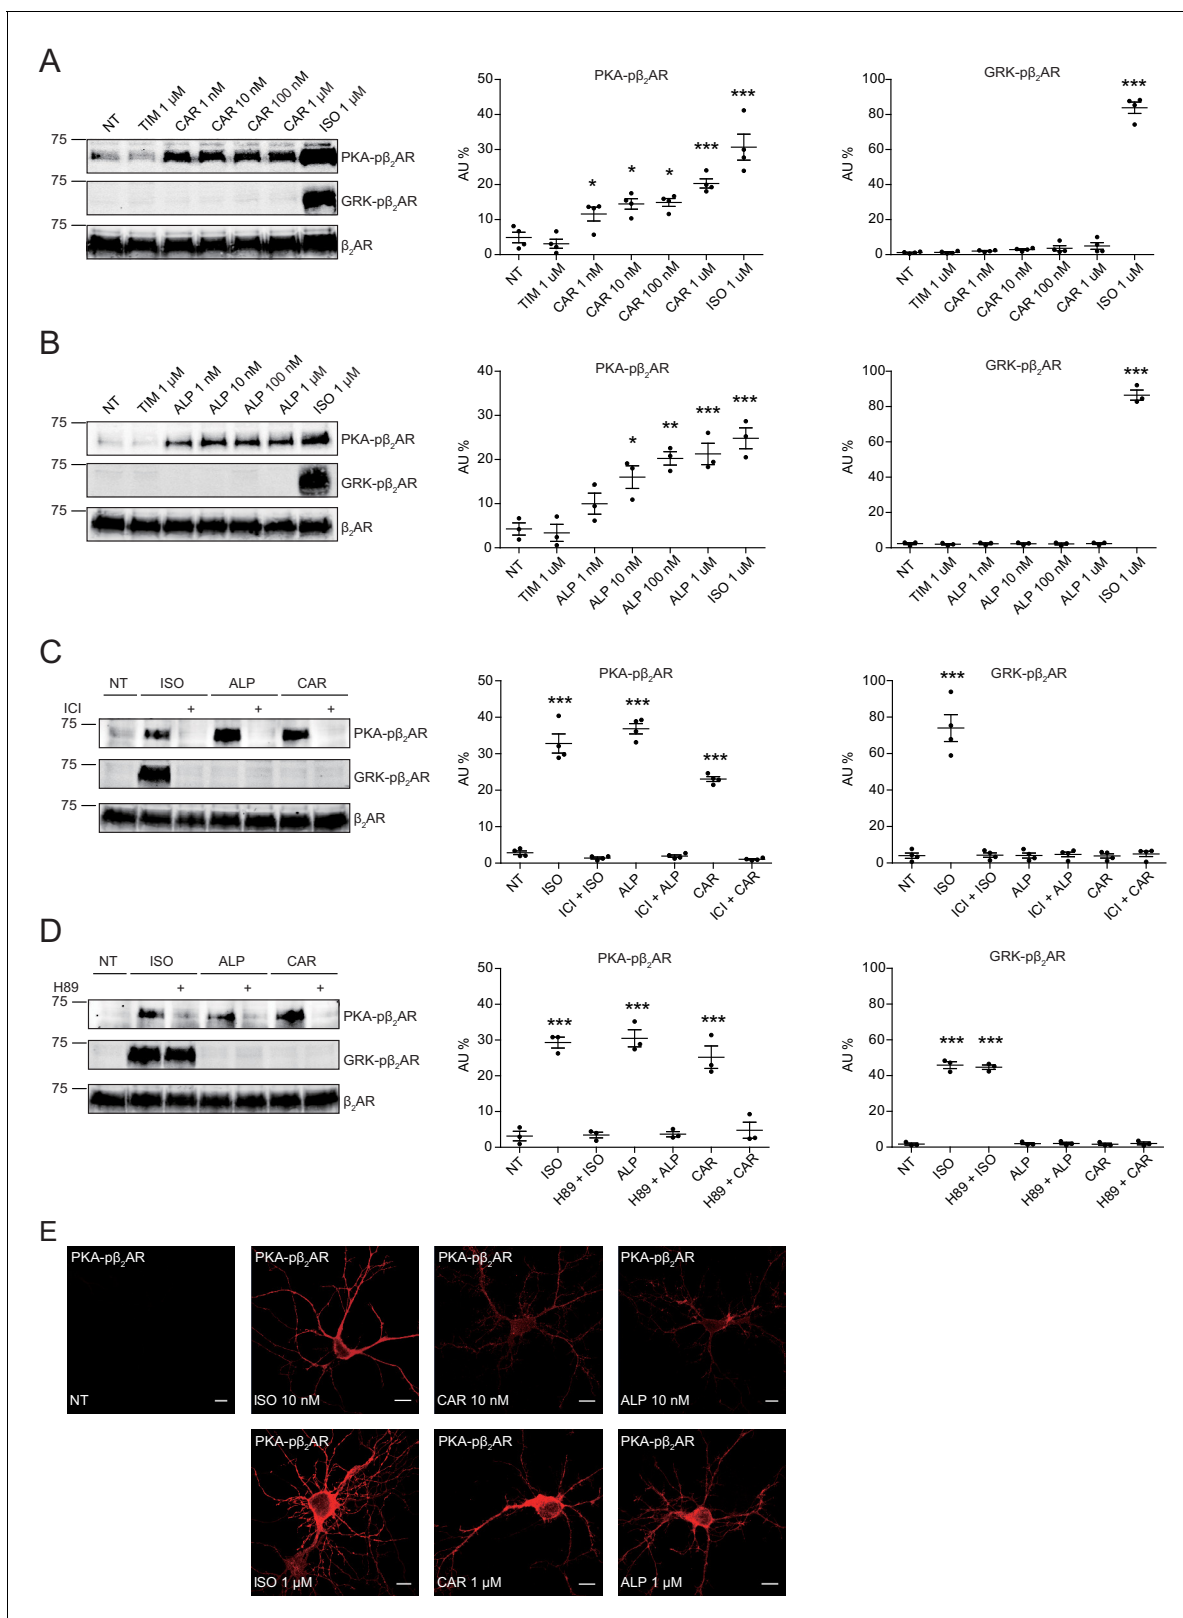 A
NT
TIM 1 µM
CAR 1 nM
CAR 10 nM
CAR 100 nM
CAR 1 µM
ISO 1 µM
75
PKA-pβ₂AR
75
GRK-pβ₂AR
75
β₂AR
PKA-pβ₂AR
AU %
50
40
30
20
10
0
*
*
*
***
***
NT
TIM 1 uM
CAR 1 nM
CAR 10 nM
CAR 100 nM
CAR 1 uM
ISO 1 uM
GRK-pβ₂AR
AU %
100
80
60
40
20
0
***
NT
TIM 1 uM
CAR 1 nM
CAR 10 nM
CAR 100 nM
CAR 1 uM
ISO 1 uM
B
NT
TIM 1 µM
ALP 1 nM
ALP 10 nM
ALP 100 nM
ALP 1 µM
ISO 1 µM
75
PKA-pβ₂AR
75
GRK-pβ₂AR
75
β₂AR
PKA-pβ₂AR
AU %
40
30
20
10
0
*
**
***
***
NT
TIM 1 uM
ALP 1 nM
ALP 10 nM
ALP 100 nM
ALP 1 uM
ISO 1 uM
GRK-pβ₂AR
AU %
100
80
60
40
20
0
***
NT
TIM 1 uM
ALP 1 nM
ALP 10 nM
ALP 100 nM
ALP 1 uM
ISO 1 uM
C
NT ISO ALP CAR
ICI + + +
75
PKA-pβ₂AR
75
GRK-pβ₂AR
75
β₂AR
PKA-pβ₂AR
AU %
50
40
30
20
10
0
***
***
***
NT
ISO
ICI + ISO
ALP
ICI + ALP
CAR
ICI + CAR
GRK-pβ₂AR
AU %
100
80
60
40
20
0
***
NT
ISO
ICI + ISO
ALP
ICI + ALP
CAR
ICI + CAR
D
NT ISO ALP CAR
H89 + + +
75
PKA-pβ₂AR
75
GRK-pβ₂AR
75
β₂AR
PKA-pβ₂AR
AU %
50
40
30
20
10
0
***
***
***
NT
ISO
H89 + ISO
ALP
H89 + ALP
CAR
H89 + CAR
GRK-pβ₂AR
AU %
100
80
60
40
20
0
***
***
NT
ISO
H89 + ISO
ALP
H89 + ALP
CAR
H89 + CAR
E
PKA-pβ₂AR
NT
PKA-pβ₂AR
ISO 10 nM
PKA-pβ₂AR
CAR 10 nM
PKA-pβ₂AR
ALP 10 nM
PKA-pβ₂AR
ISO 1 µM
PKA-pβ₂AR
CAR 1 µM
PKA-pβ₂AR
ALP 1 µM